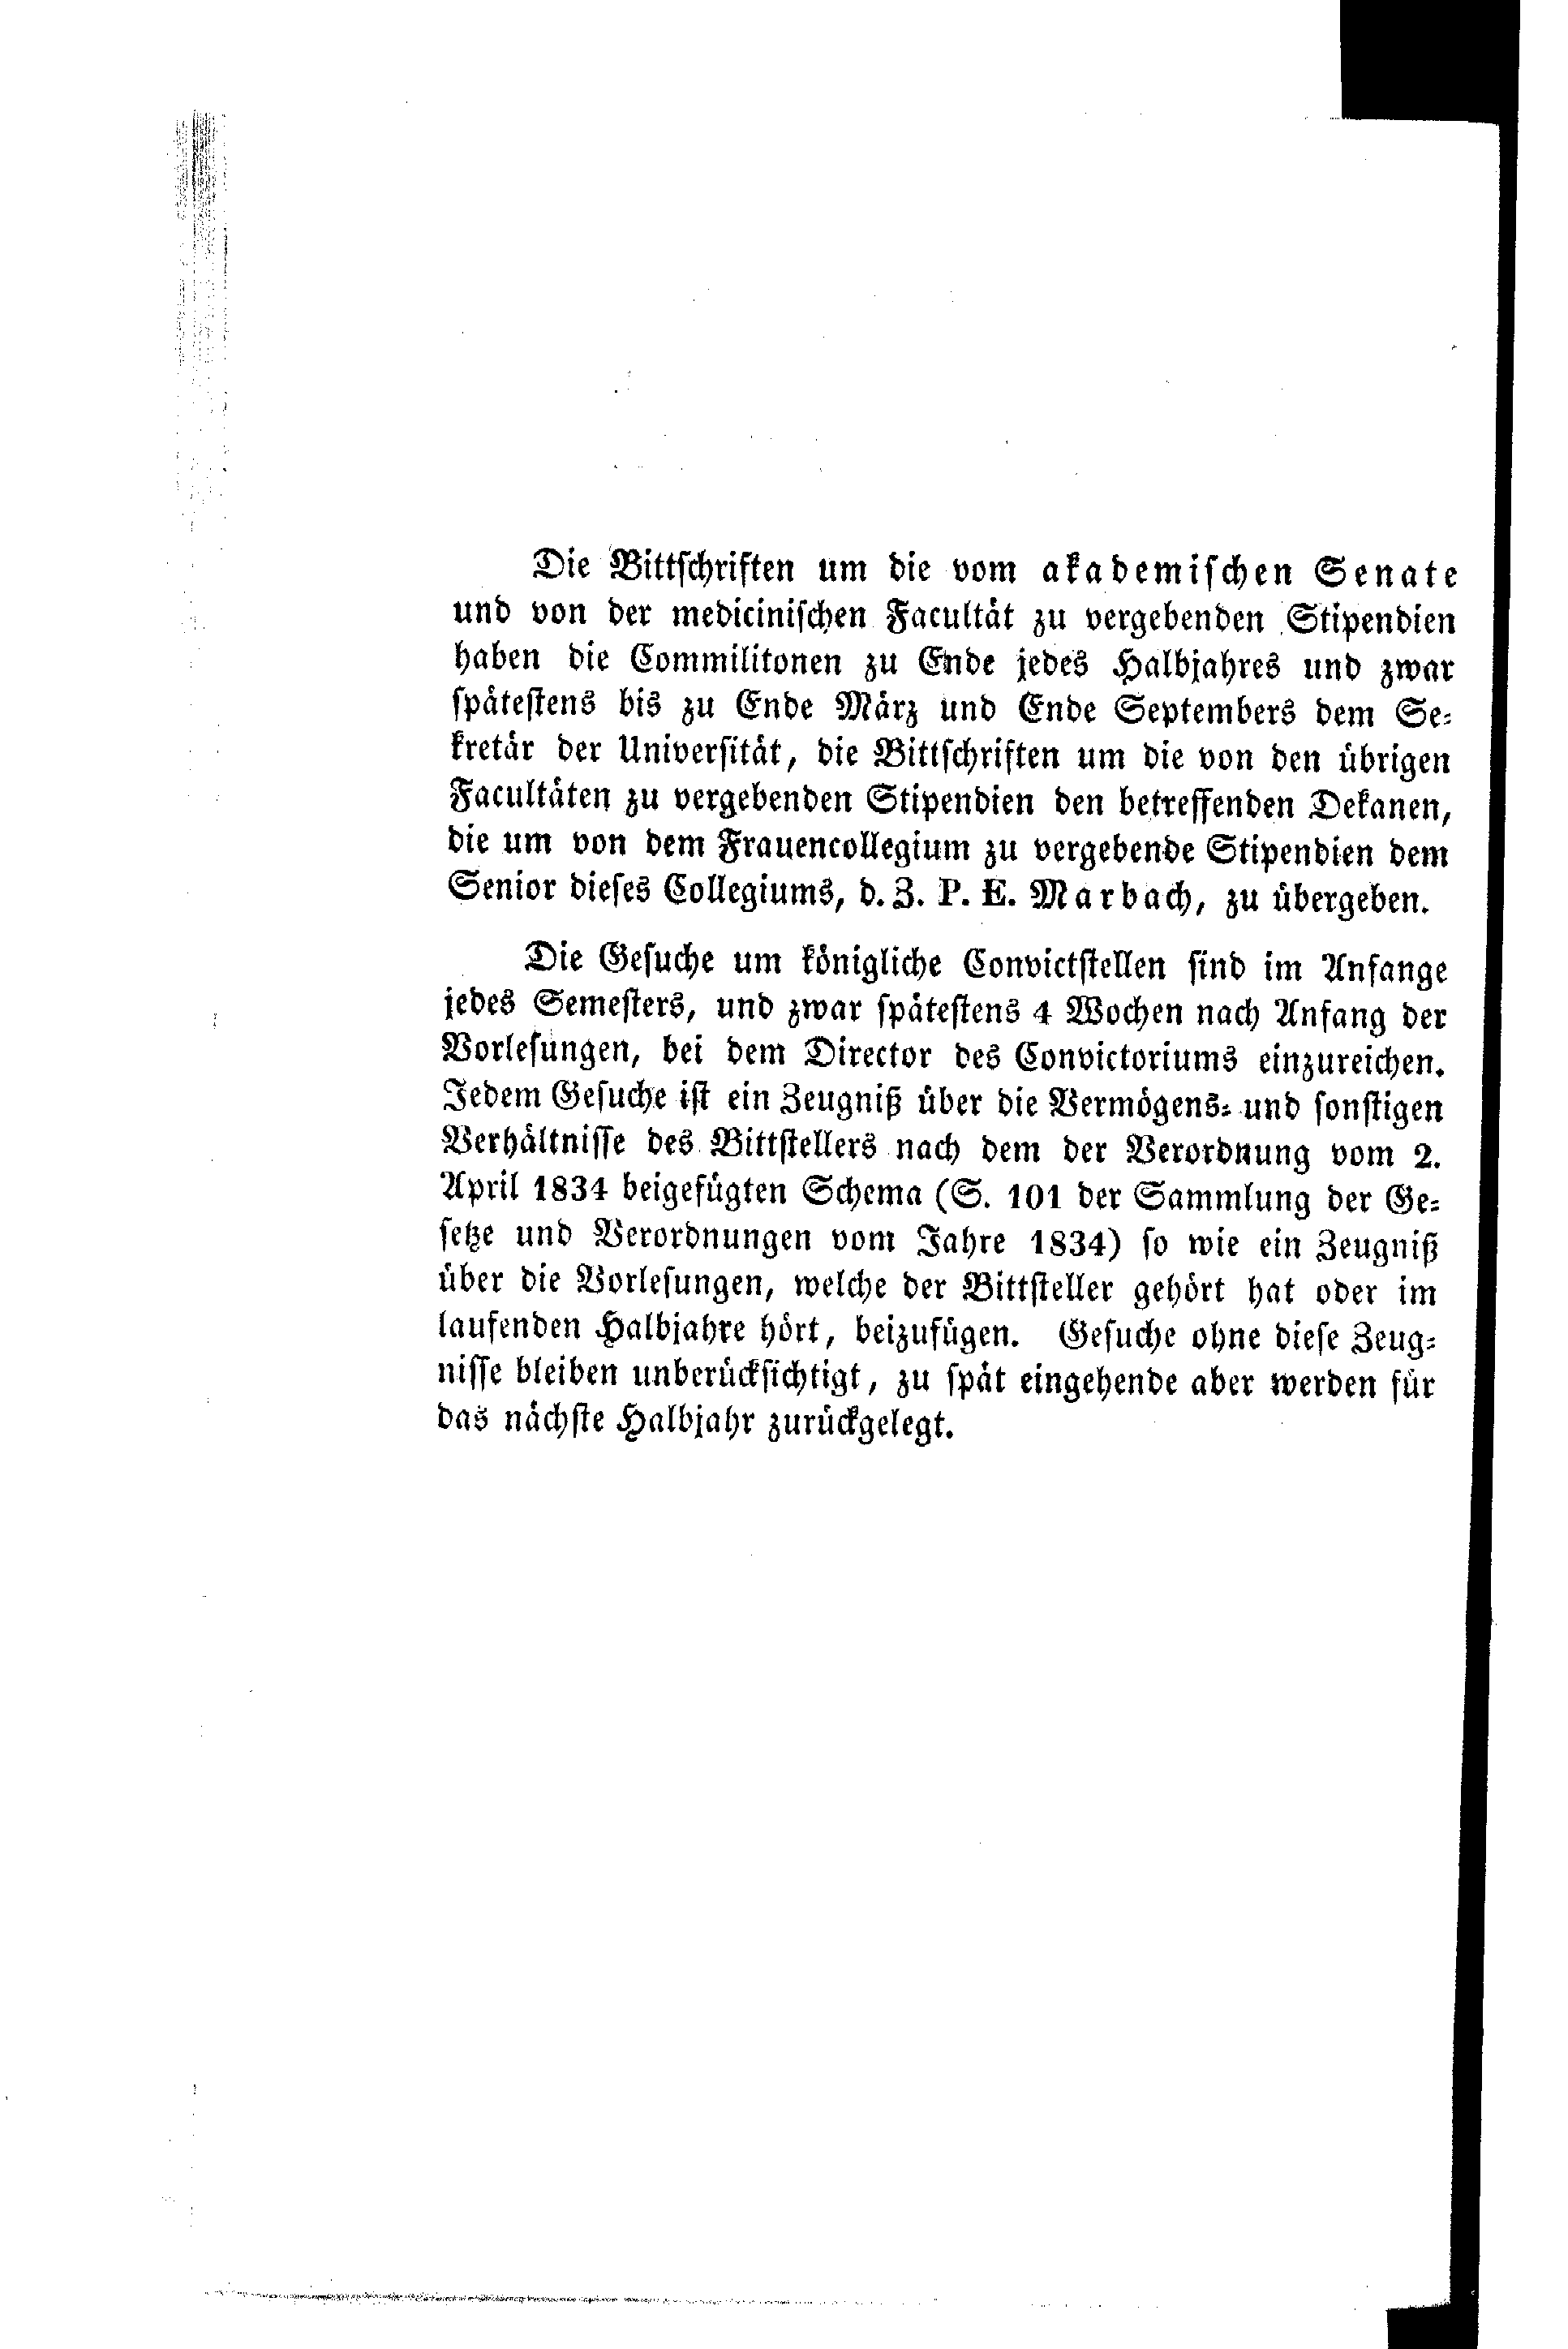 Die Bittschriften um die vom akademischen Senate
und von der medicinischen Facultät zu vergebenden Stipendien
haben die Commilitonen zu Ende jedes Halbjahres und zwar
spätestens bis zu Ende März und Ende Septembers dem Se-
kretär der Universität, die Bittschriften um die von den übrigen
Facultäten zu vergebenden Stipendien den betreffenden Dekanen,
die um von dem Frauencollegium zu vergebende Stipendien dem
Senior dieses Collegiums, d. Z. P. E. Marbach, zu übergeben.
Die Gesuche um königliche Convictstellen sind im Anfange
jedes Semesters, und zwar spätestens 4 Wochen nach Anfang der
Vorlesungen, bei dem Director des Convictoriums einzureichen.
Jedem Gesuche ist ein Zeugniß über die Vermögens- und sonstigen
Verhältnisse des Bittstellers nach dem der Verordnung vom 2.
April 1834 beigefügten Schema (S. 101 der Sammlung der Ge-
setze und Verordnungen vom Jahre 1834) so wie ein Zeugniß
über die Vorlesungen, welche der Bittsteller gehört hat oder im
laufenden Halbjahre hört, beizufügen. Gesuche ohne diese Zeug-
nisse bleiben unberücksichtigt, zu spät eingehende aber werden für
das nächste Halbjahr zurückgelegt.